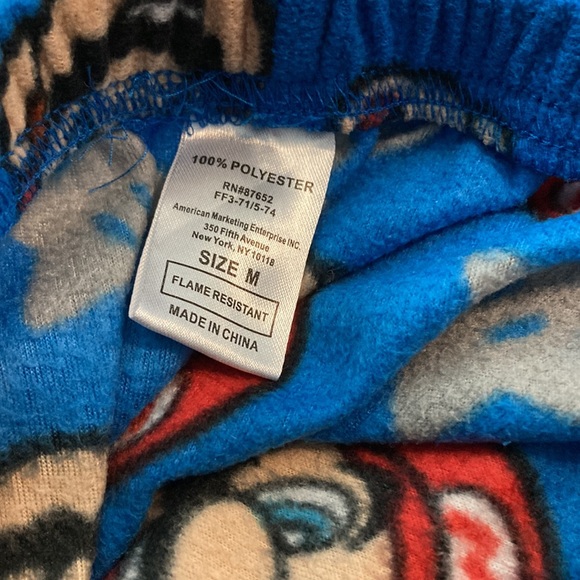 100% POLYESTER
RN#87652
FF3-71/5-74
American Marketing Enterprise INC.
350 Fifth Avenue
New York, NY 10118
SIZE M
FLAME RESISTANT
MADE IN CHINA